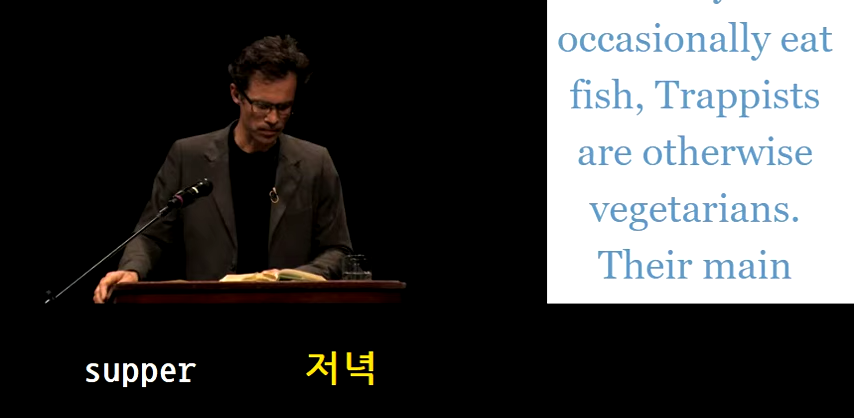 occasionally eat
fish, Trappists
are otherwise
vegetarians.
Their main
supper 저녁